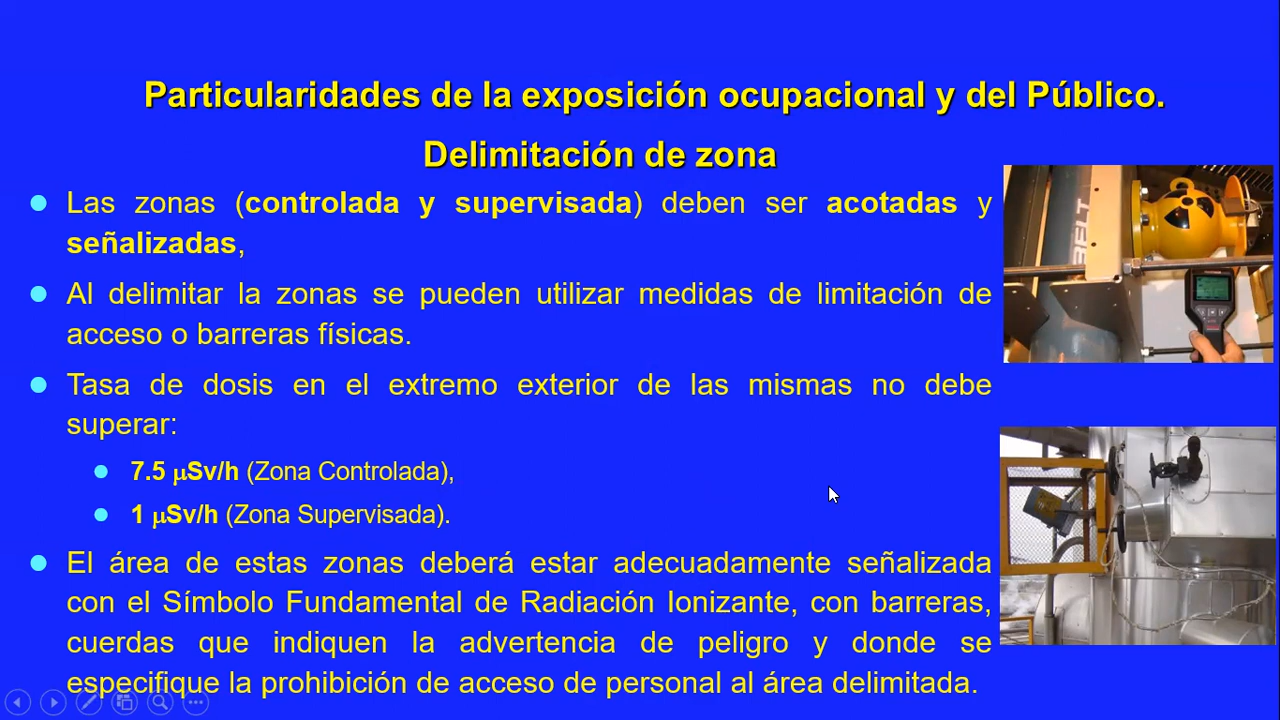 Particularidades de la exposición ocupacional y del Público.
Delimitación de zona
Las zonas (controlada y supervisada) deben ser acotadas y
señalizadas,
Al delimitar la zonas se pueden utilizar medidas de limitación de
acceso o barreras físicas.
Tasa de dosis en el extremo exterior de las mismas no debe
superar:
7.5 μSv/h (Zona Controlada),
1 μSv/h (Zona Supervisada).
El área de estas zonas deberá estar adecuadamente señalizada
con el Símbolo Fundamental de Radiación Ionizante, con barreras,
cuerdas que indiquen la advertencia de peligro y donde se
especifique la prohibición de acceso de personal al área delimitada.
BELT